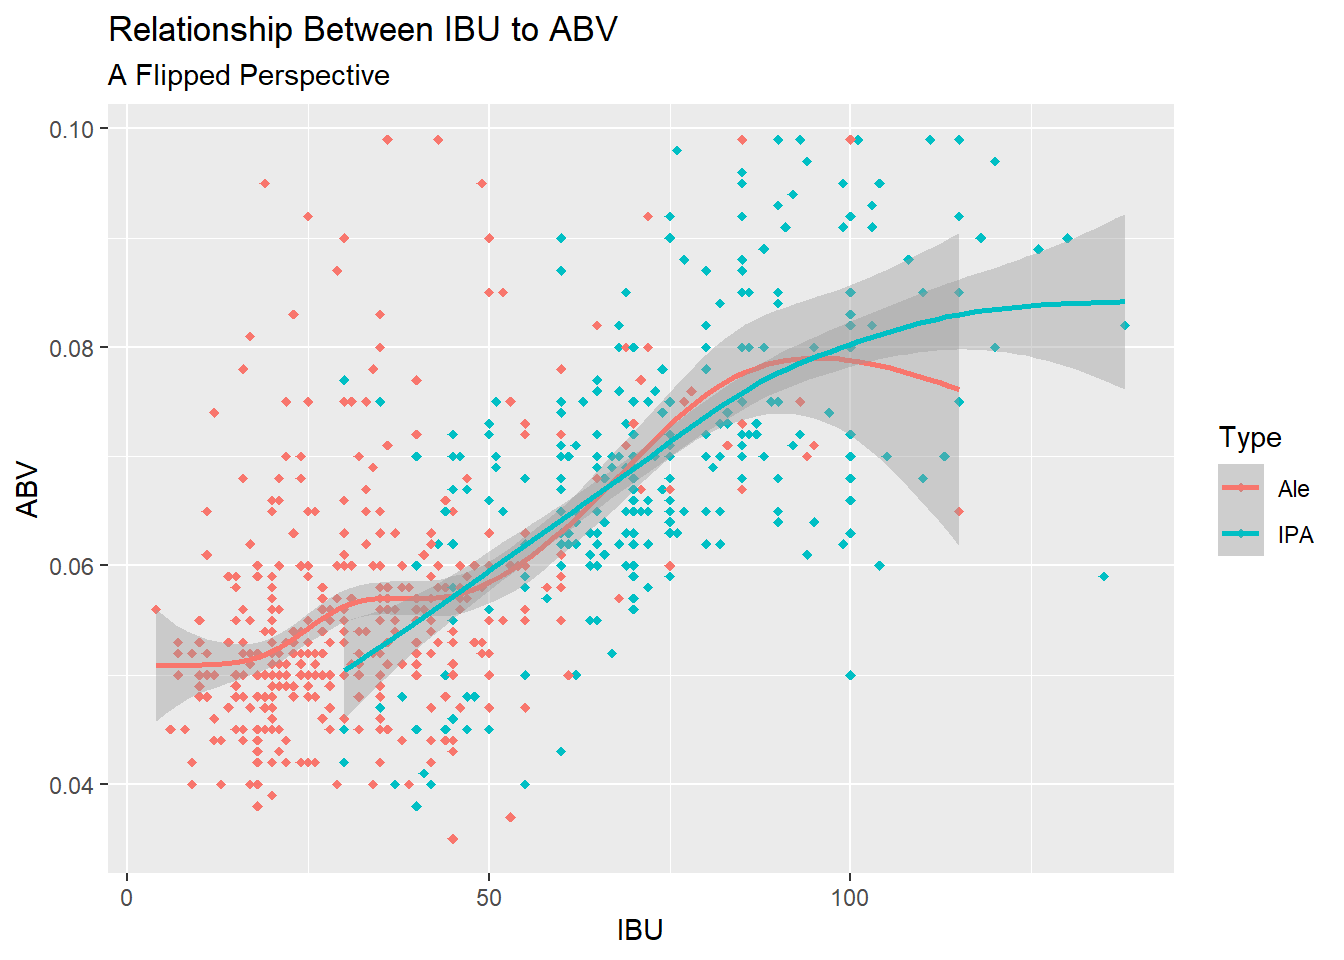 Relationship Between IBU to ABV
A Flipped Perspective
0.10
0.08
0.06
0.04
ABV
0
50
100
IBU
Type
Ale
IPA